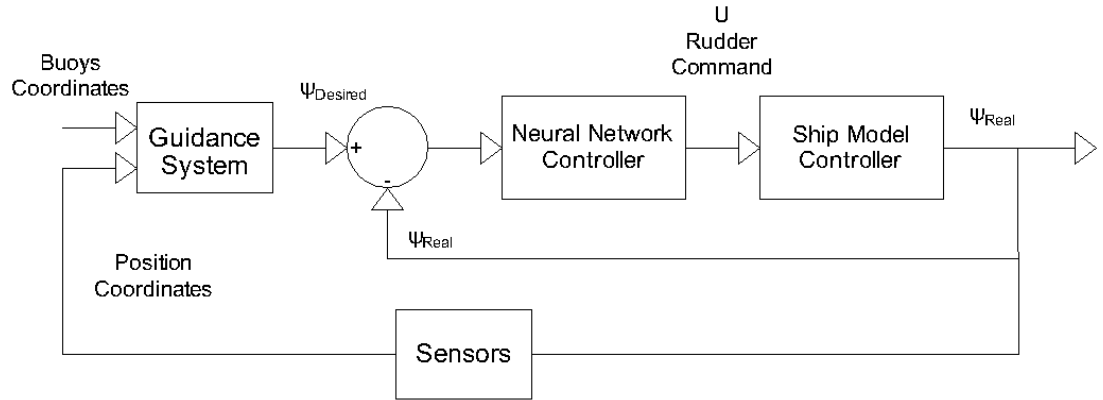 U
Rudder
Command
Buoys
Coordinates
ΨDesired
ΨReal
Guidance
System
+
-
Neural Network
Controller
Ship Model
Controller
ΨReal
Position
Coordinates
Sensors